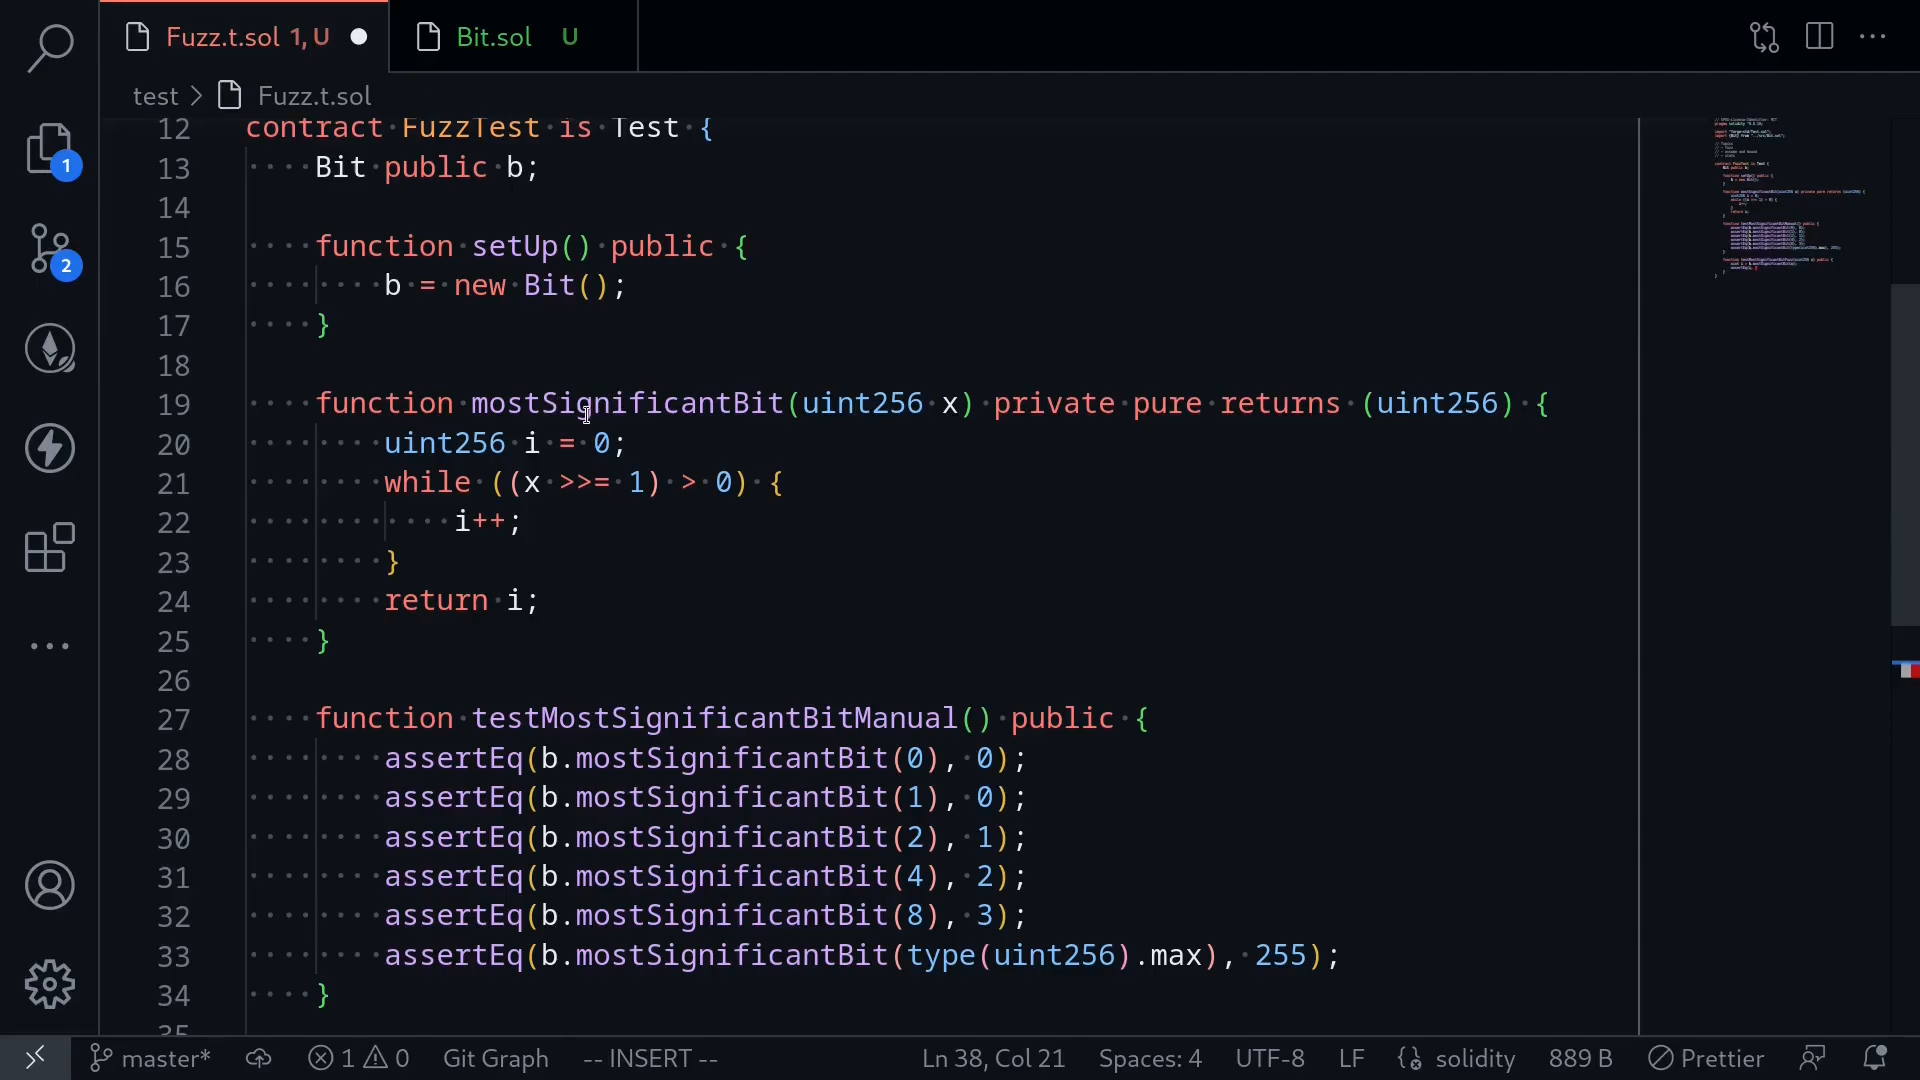 Fuzz.t.sol 1, U Bit.sol U
test > Fuzz.t.sol
12 contract FuzzTest is Test {
13 Bit public b;
14
15 function setUp() public {
16 b = new Bit();
17 }
18
19 function mostSignificantBit(uint256 x) private pure returns (uint256) {
20 uint256 i = 0;
21 while ((x >>= 1) > 0) {
22 i++;
23 }
24 return i;
25 }
26
27 function testMostSignificantBitManual() public {
28 assertEq(b.mostSignificantBit(0), 0);
29 assertEq(b.mostSignificantBit(1), 0);
30 assertEq(b.mostSignificantBit(2), 1);
31 assertEq(b.mostSignificantBit(4), 2);
32 assertEq(b.mostSignificantBit(8), 3);
33 assertEq(b.mostSignificantBit(type(uint256).max), 255);
34 }
35
1
2
master* 1 0 Git Graph -- INSERT -- Ln 38, Col 21 Spaces: 4 UTF-8 LF solidity 889 B Prettier